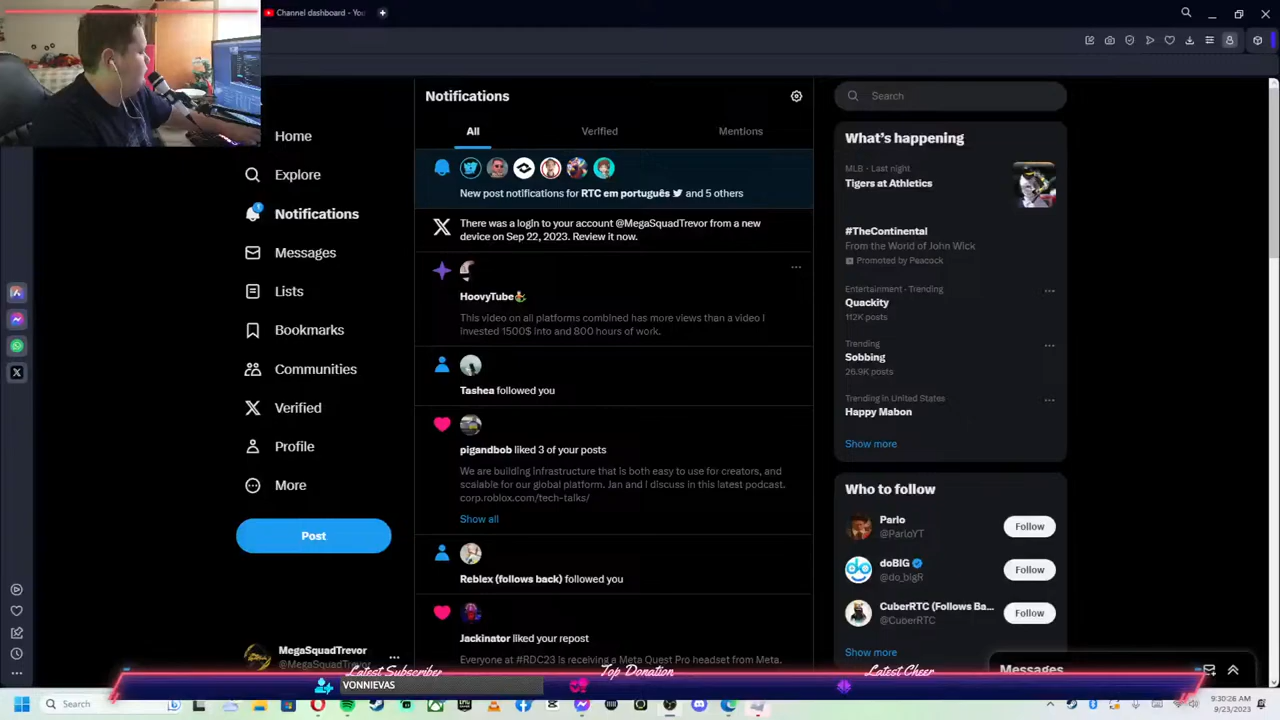 Channel dashboard - You
Home
Explore
Notifications
Messages
Lists
Bookmarks
Communities
Verified
Profile
More
Post
MegaSquadTrevor
@MegaSquadTrevor
Notifications
All
Verified
Mentions
New post notifications for RTC em português and 5 others
There was a login to your account @MegaSquadTrevor from a new
device on Sep 22, 2023. Review it now.
HoovyTube
This video on all platforms combined has more views than a video I
invested 1500$ into and 800 hours of work.
Tashea followed you
pigandbob liked 3 of your posts
We are building infrastructure that is both easy to use for creators, and
scalable for our global platform. Jan and I discuss in this latest podcast.
corp.roblox.com/tech-talks/
Show all
Reblex (follows back) followed you
Jackinator liked your repost
Everyone at #RDC23 is receiving a Meta Quest Pro headset from Meta.
Search
What's happening
MLB · Last night
Tigers at Athletics
#TheContinental
From the World of John Wick
Promoted by Peacock
Entertainment · Trending
Quackity
112K posts
Trending
Sobbing
26.9K posts
Trending in United States
Happy Mabon
Show more
Who to follow
Parlo
@ParloYT
Follow
doBIG
@do_bigR
Follow
CuberRTC (Follows Ba...
@CuberRTC
Follow
Show more
Messages
Latest Subscriber
VONNIEVAS
Top Donation
Latest Cheer
Search
9:30:26 AM
9/23/2023